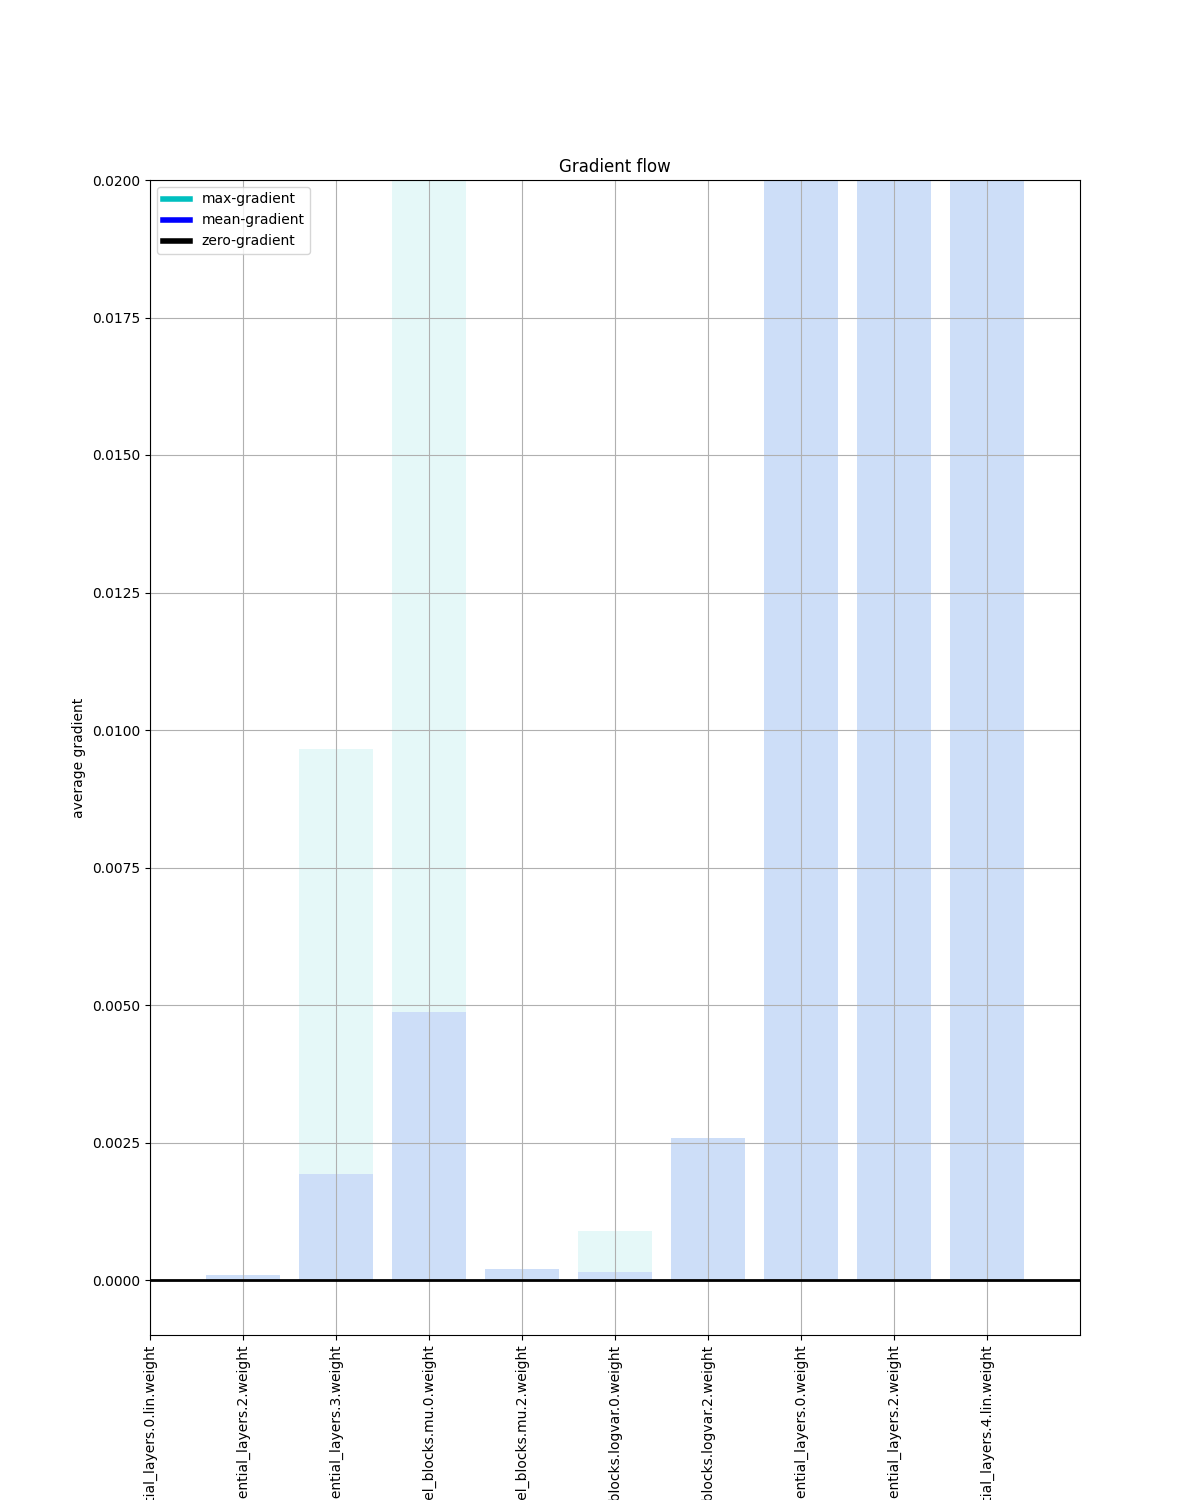 Gradient flow
max-gradient
mean-gradient
zero-gradient
average gradient
0.0200
0.0175
0.0150
0.0125
0.0100
0.0075
0.0050
0.0025
0.0000
tial_layers.0.lin.weight
ential_layers.2.weight
ential_layers.3.weight
el_blocks.mu.0.weight
el_blocks.mu.2.weight
blocks.logvar.0.weight
blocks.logvar.2.weight
ential_layers.0.weight
ential_layers.2.weight
tial_layers.4.lin.weight